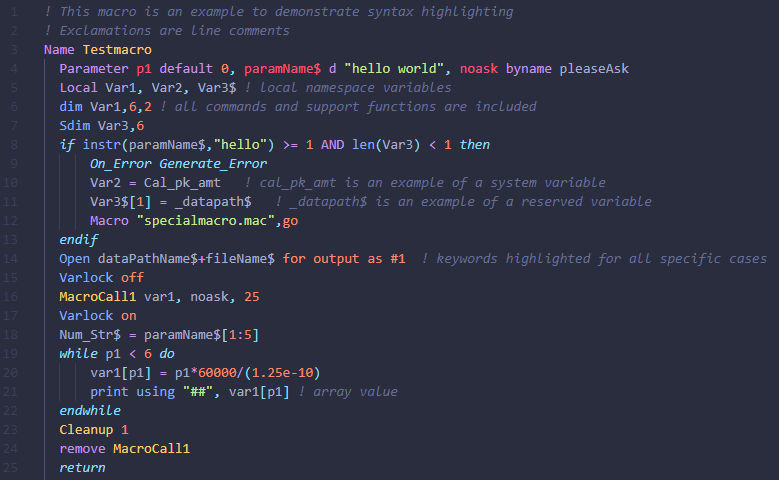 1 ! This macro is an example to demonstrate syntax highlighting
2 ! Exclamations are line comments
3 Name Testmacro
4 Parameter p1 default 0, paramName$ d "hello world", noask byname pleaseAsk
5 Local Var1, Var2, Var3$ ! local namespace variables
6 dim Var1,6,2 ! all commands and support functions are included
7 Sdim Var3,6
8 if instr(paramName$,"hello") >= 1 AND len(Var3) < 1 then
9 On_Error Generate_Error
10 Var2 = Cal_pk_amt ! cal_pk_amt is an example of a system variable
11 Var3$[1] = _datapath$ ! _datapath$ is an example of a reserved variable
12 Macro "specialmacro.mac",go
13 endif
14 Open dataPathName$+fileName$ for output as #1 ! keywords highlighted for all specific cases
15 Varlock off
16 MacroCall1 var1, noask, 25
17 Varlock on
18 Num_Str$ = paramName$[1:5]
19 while p1 < 6 do
20 var1[p1] = p1*60000/(1.25e-10)
21 print using "##", var1[p1] ! array value
22 endwhile
23 Cleanup 1
24 remove MacroCall1
25 return